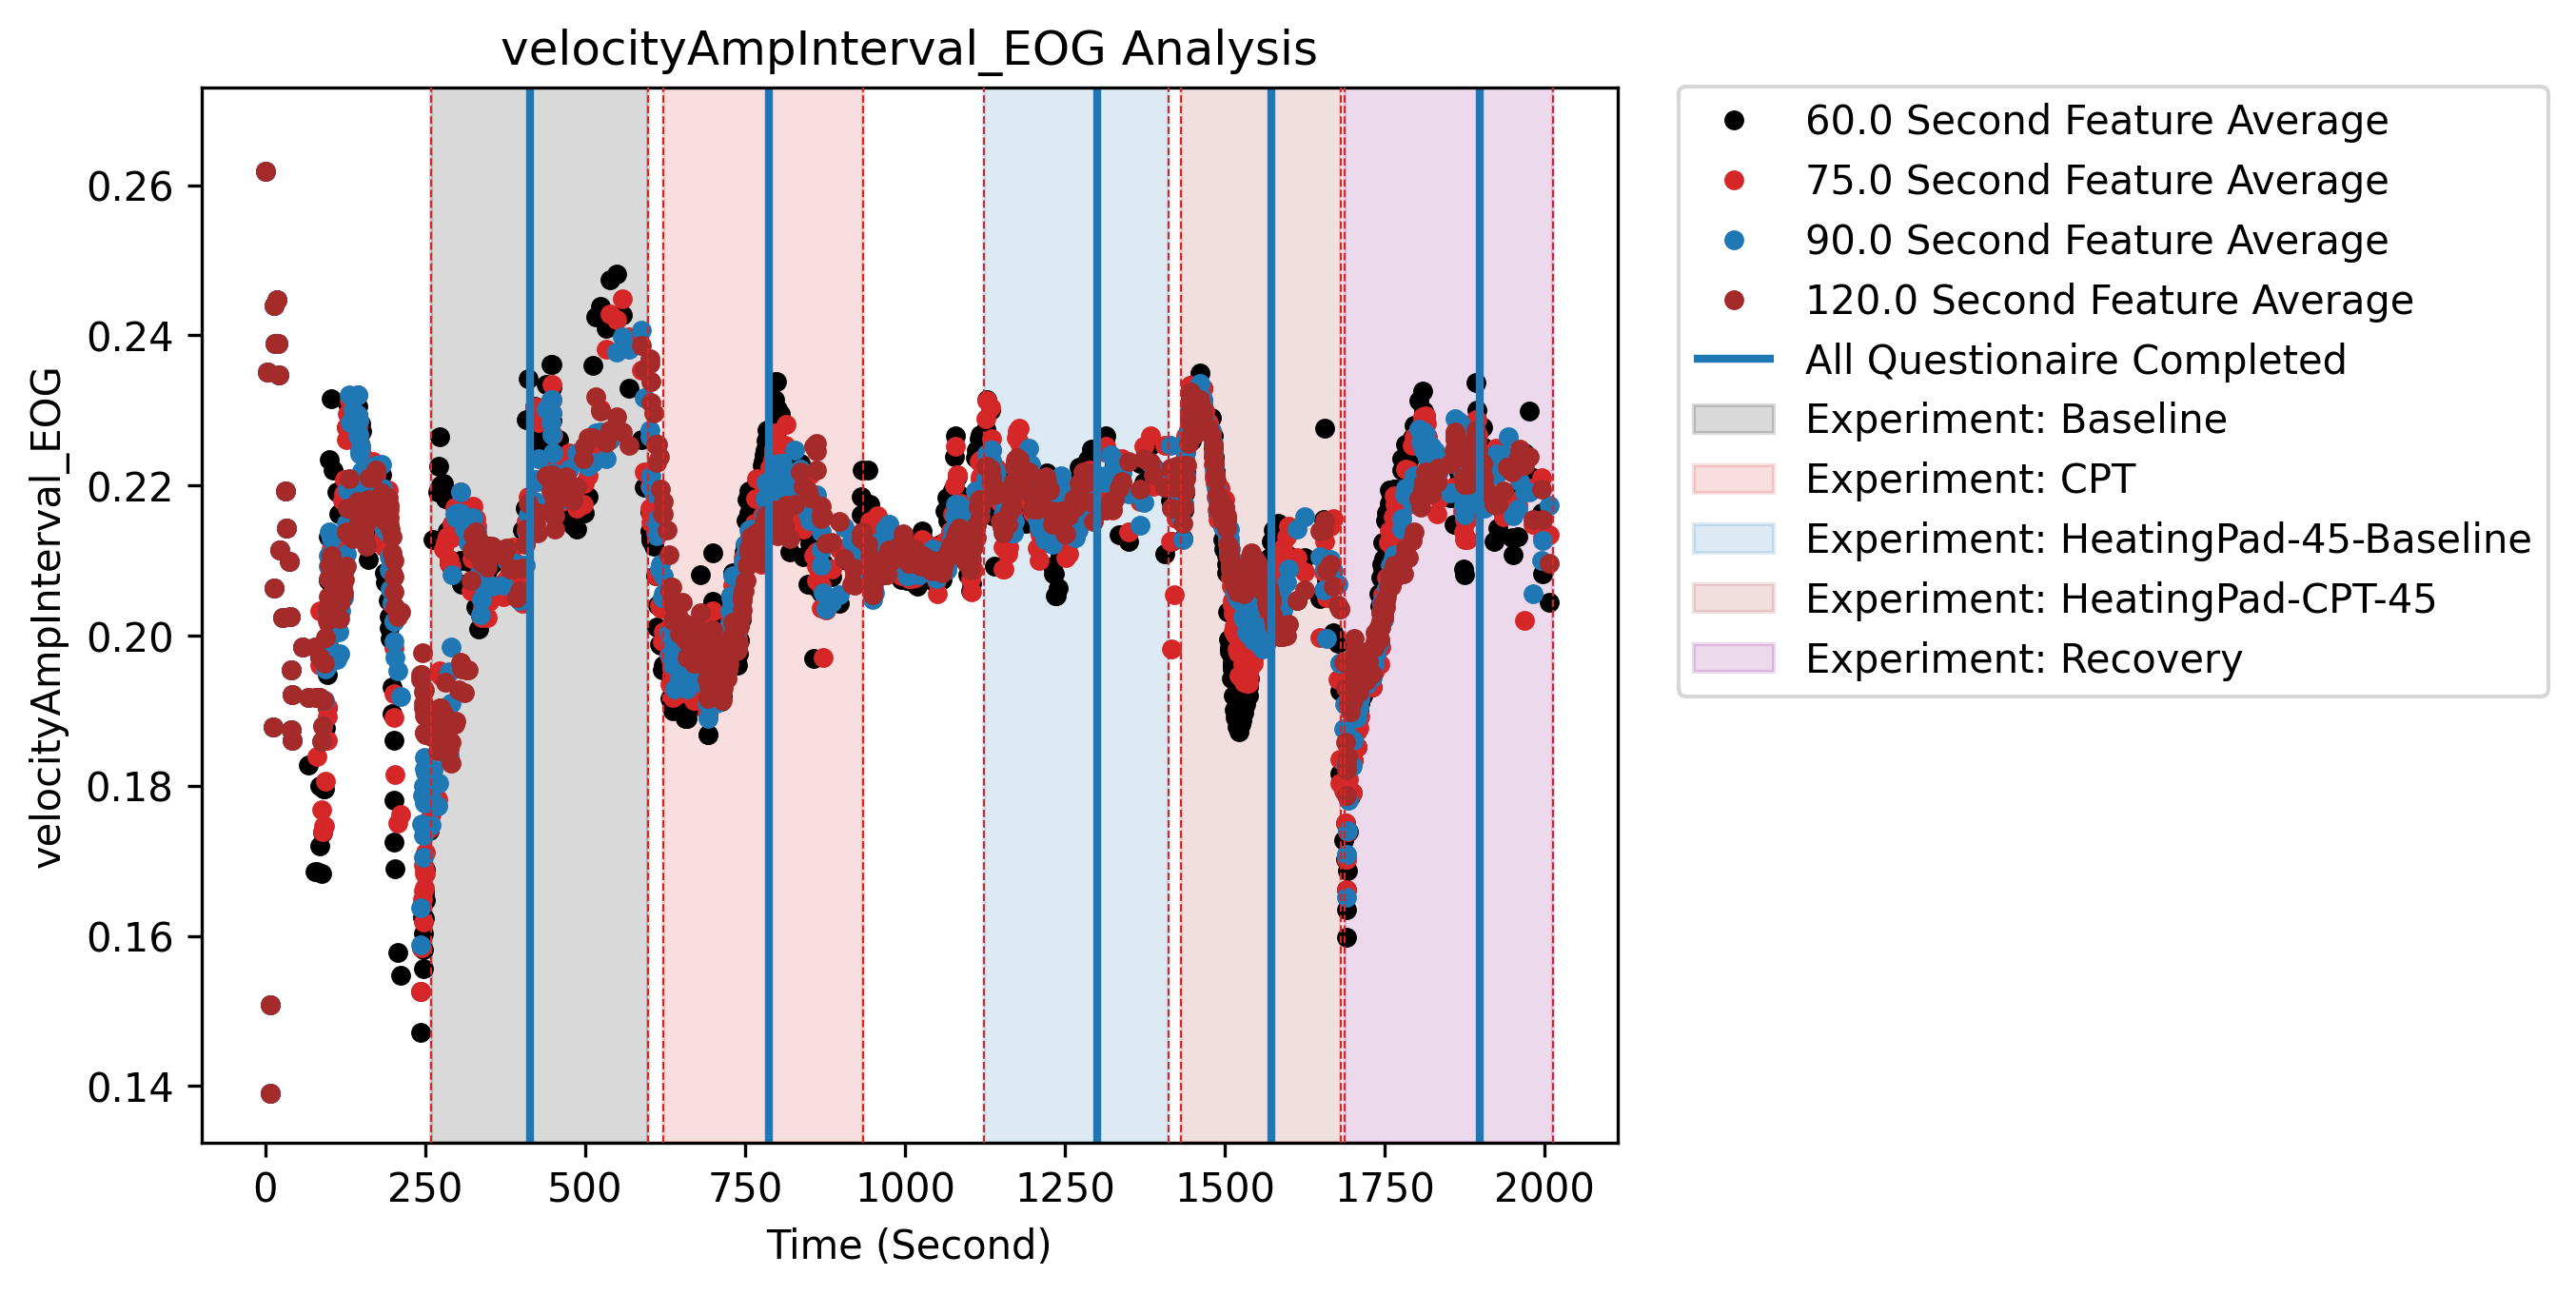 velocityAmpInterval_EOG Analysis
velocityAmpInterval_EOG
0.26
0.24
0.22
0.20
0.18
0.16
0.14
0 250 500 750 1000 1250 1500 1750 2000
Time (Second)
60.0 Second Feature Average
75.0 Second Feature Average
90.0 Second Feature Average
120.0 Second Feature Average
All Questionaire Completed
Experiment: Baseline
Experiment: CPT
Experiment: HeatingPad-45-Baseline
Experiment: HeatingPad-CPT-45
Experiment: Recovery